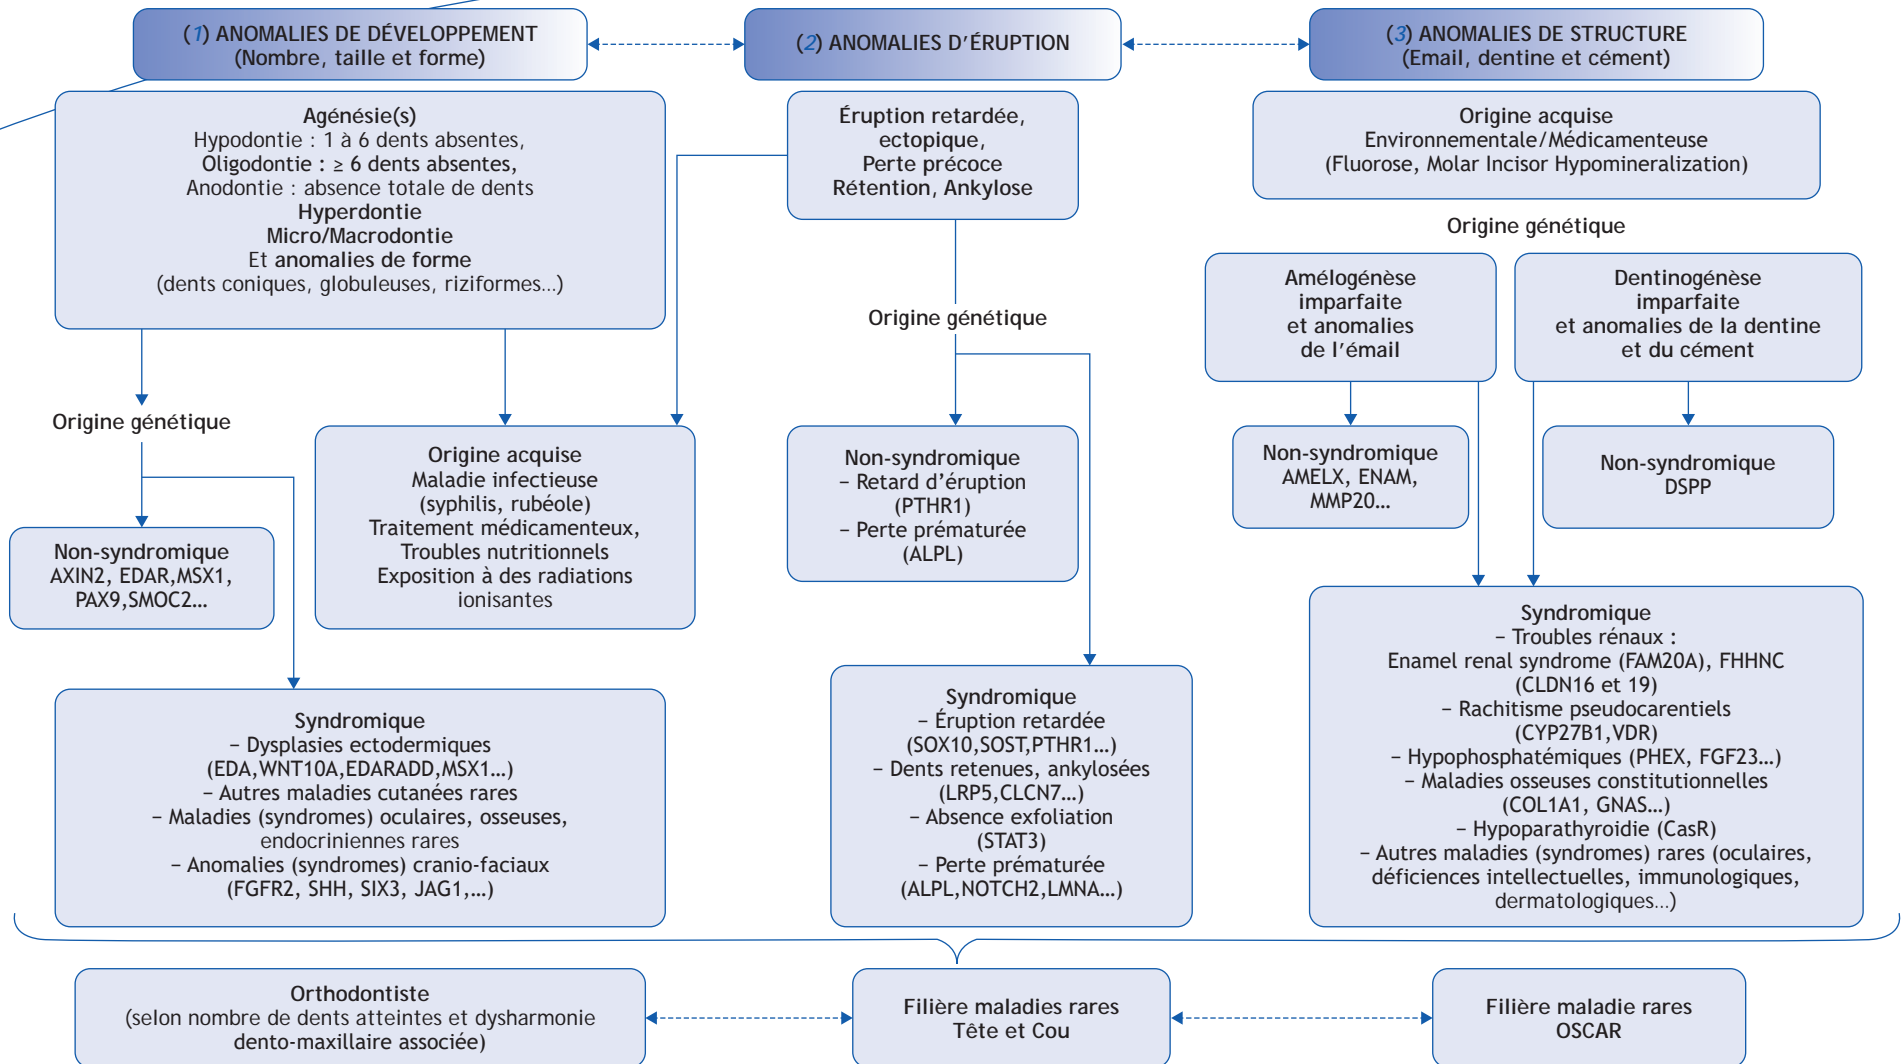 (1) ANOMALIES DE DÉVELOPPEMENT
(Nombre, taille et forme)
(2) ANOMALIES D'ÉRUPTION
(3) ANOMALIES DE STRUCTURE
(Email, dentine et cément)
Agénésie(s)
Hypodontie : 1 à 6 dents absentes,
Oligodontie : ≥ 6 dents absentes,
Anodontie : absence totale de dents
Hyperdontie
Micro/Macrodontie
Et anomalies de forme
(dents coniques, globuleuses, riziformes...)
Éruption retardée,
ectopique,
Perte précoce
Rétention, Ankylose
Origine acquise
Environnementale/Médicamenteuse
(Fluorose, Molar Incisor Hypomineralization)
Origine génétique
Amélogénèse
imparfaite
et anomalies
de l'émail
Dentinogénèse
imparfaite
et anomalies de la dentine
et du cément
Origine génétique
Origine génétique
Origine acquise
Maladie infectieuse
(syphilis, rubéole)
Traitement médicamenteux,
Troubles nutritionnels
Exposition à des radiations
ionisantes
Non-syndromique
– Retard d'éruption
(PTHR1)
– Perte prématurée
(ALPL)
Non-syndromique
AMELX, ENAM,
MMP20...
Non-syndromique
DSPP
Non-syndromique
AXIN2, EDAR,MSX1,
PAX9,SMOC2...
Syndromique
– Dysplasies ectodermiques
(EDA,WNT10A,EDARADD,MSX1...)
– Autres maladies cutanées rares
– Maladies (syndromes) oculaires, osseuses,
endocriniennes rares
– Anomalies (syndromes) cranio-faciaux
(FGFR2, SHH, SIX3, JAG1,...)
Syndromique
– Éruption retardée
(SOX10,SOST,PTHR1...)
– Dents retenues, ankylosées
(LRP5,CLCN7...)
– Absence exfoliation
(STAT3)
– Perte prématurée
(ALPL,NOTCH2,LMNA...)
Syndromique
– Troubles rénaux :
Enamel renal syndrome (FAM20A), FHHNC
(CLDN16 et 19)
– Rachitisme pseudocarentiels
(CYP27B1,VDR)
– Hypophosphatémiques (PHEX, FGF23...)
– Maladies osseuses constitutionnelles
(COL1A1, GNAS...)
– Hypoparathyroidie (CasR)
– Autres maladies (syndromes) rares (oculaires,
déficiences intellectuelles, immunologiques,
dermatologiques...)
Orthodontiste
(selon nombre de dents atteintes et dysharmonie
dento-maxillaire associée)
Filière maladies rares
Tête et Cou
Filière maladie rares
OSCAR